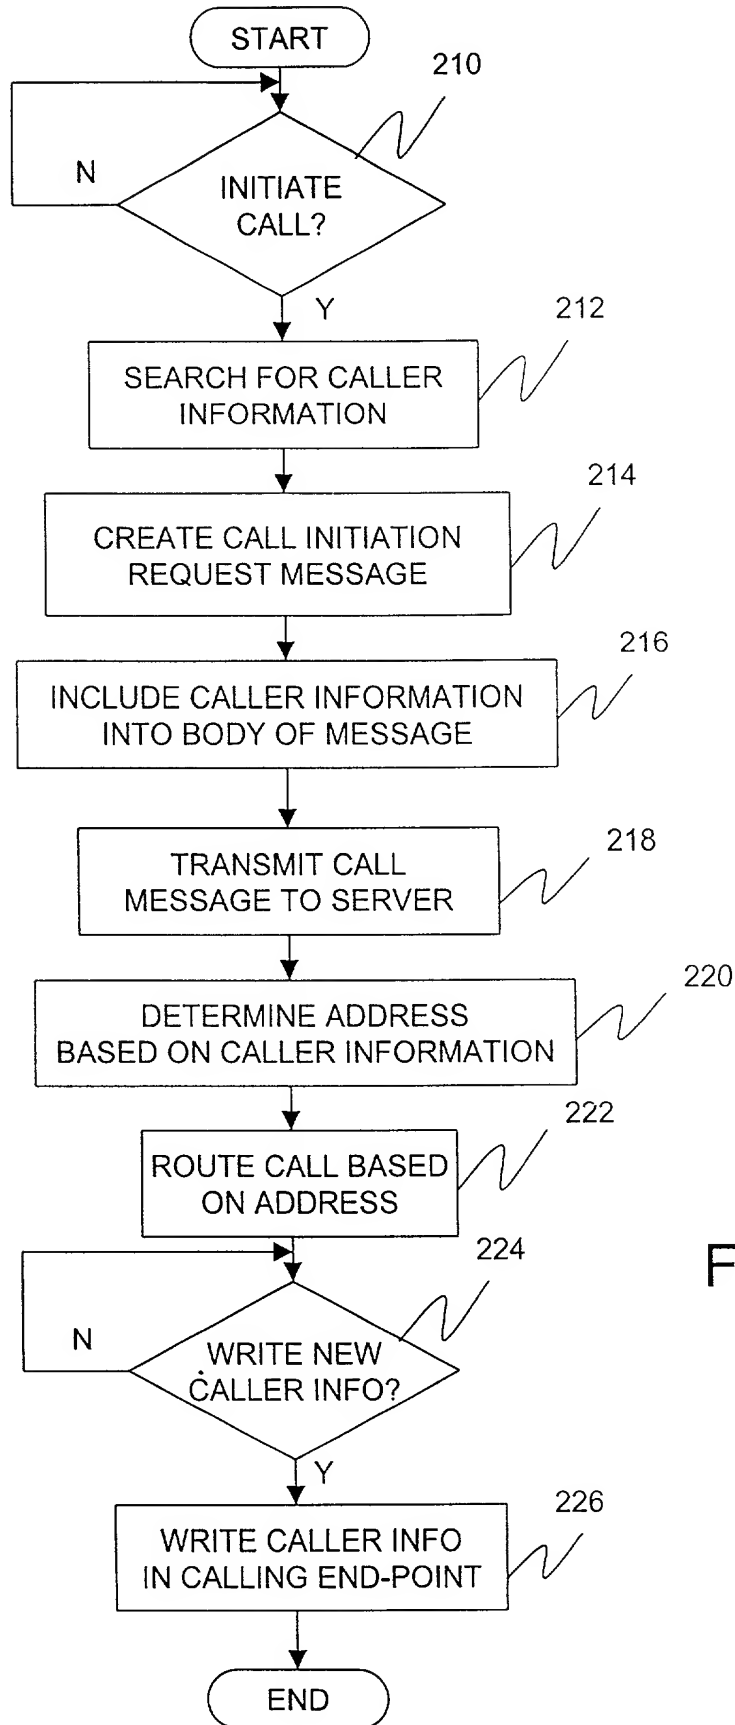 START
210
N
INITIATE
CALL?
Y
212
SEARCH FOR CALLER
INFORMATION
214
CREATE CALL INITIATION
REQUEST MESSAGE
216
INCLUDE CALLER INFORMATION
INTO BODY OF MESSAGE
218
TRANSMIT CALL
MESSAGE TO SERVER
220
DETERMINE ADDRESS
BASED ON CALLER INFORMATION
222
ROUTE CALL BASED
ON ADDRESS
224
F
N
WRITE NEW
CALLER INFO?
Y
226
WRITE CALLER INFO
IN CALLING END-POINT
END